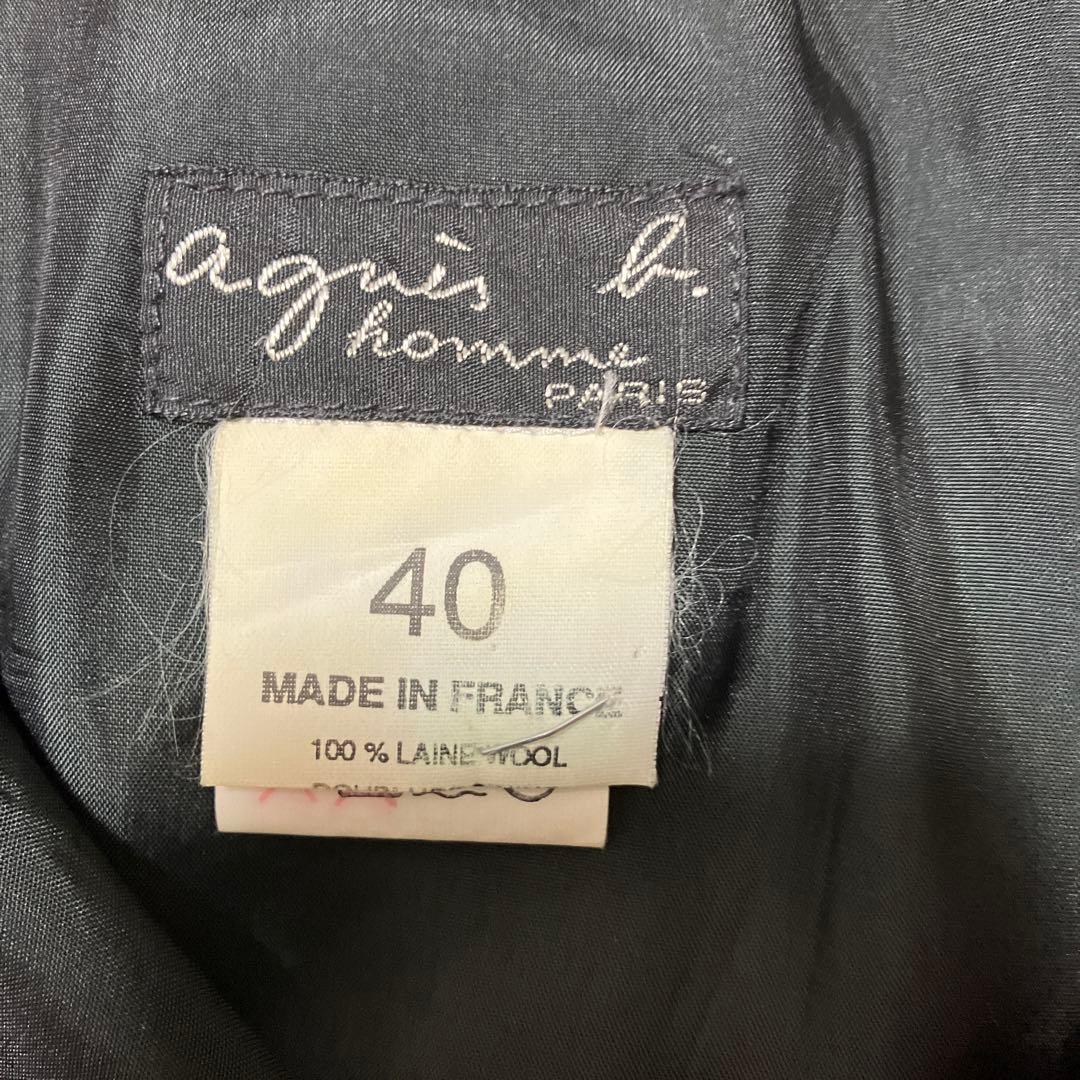 agnès b.
homme
PARIS
40
MADE IN FRANCE
100 % LAINE WOOL